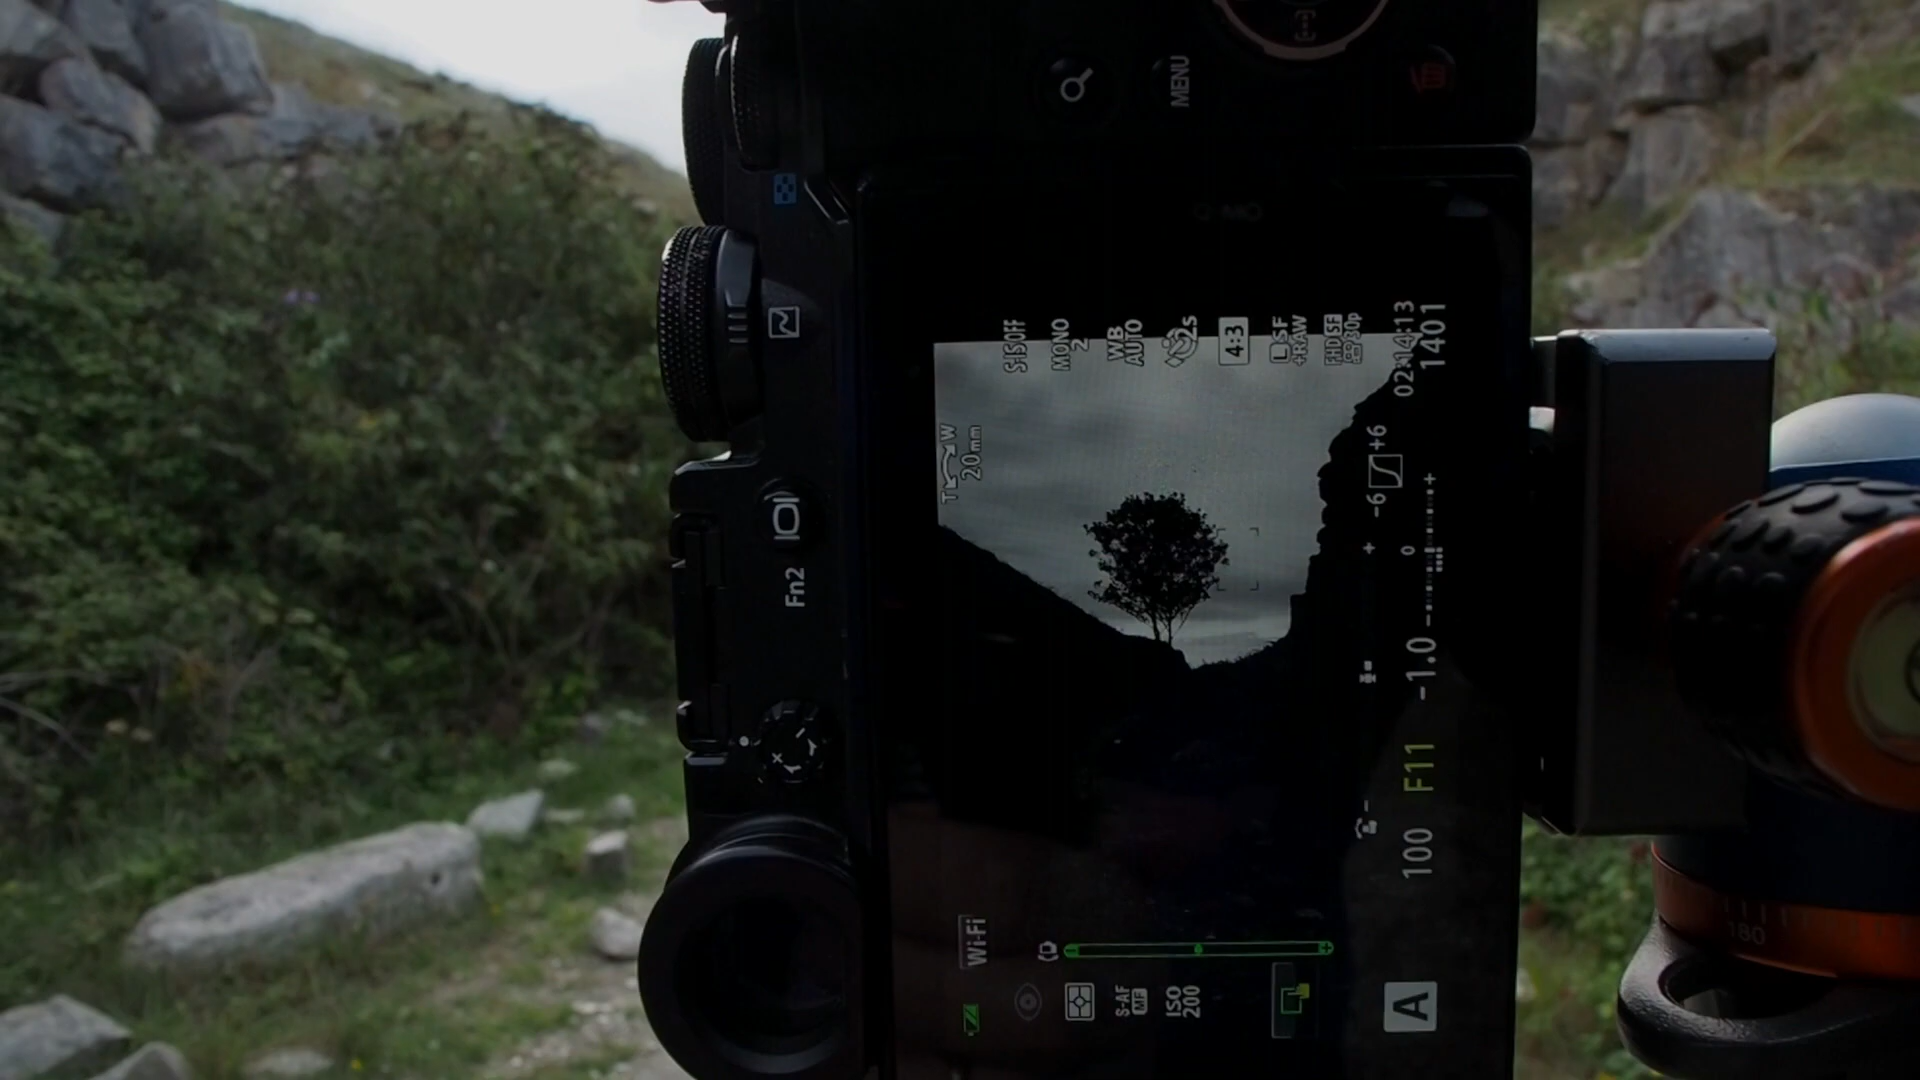 MENU
Fn2
S-IS OFF
MONO
2
WB
AUTO
2s
4:3
L SF
+RAW
FHD SF
30p
02:14:13
1401
T W
20mm
-6 +6
+ 0 +
-1.0
F11
100
Wi-Fi
S-AF
MF
ISO
200
A
180